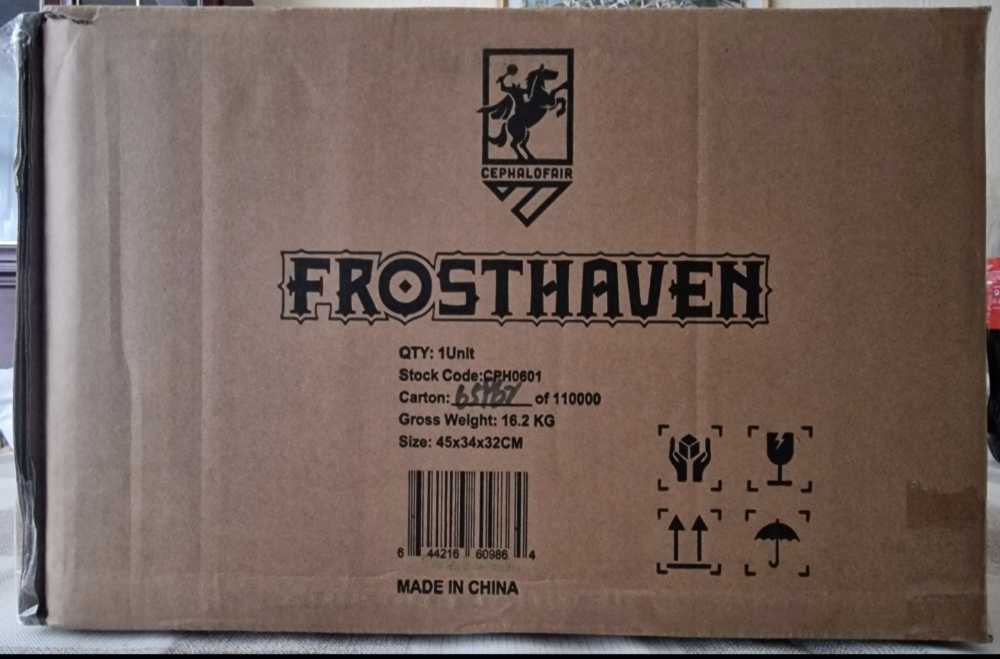 CEPHALOFAIR
FROSTHAVEN
QTY: 1Unit
Stock Code:CPH0601
Carton: of 110000
Gross Weight: 16.2 KG
Size: 45x34x32CM
6 44216 60986 4
MADE IN CHINA